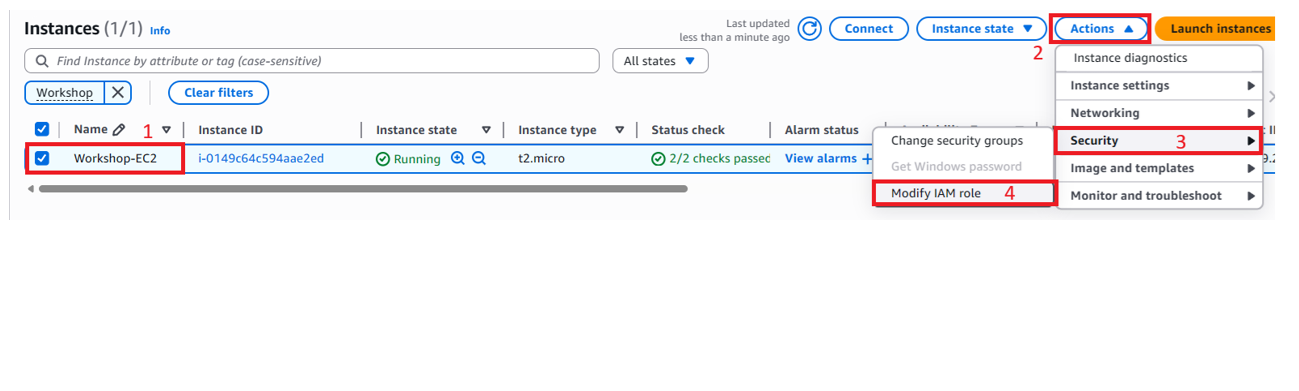 Instances (1/1) Info
Last updated
less than a minute ago
Connect
Instance state
Actions
Launch instances
2
Find Instance by attribute or tag (case-sensitive)
All states
Instance diagnostics
Workshop
Clear filters
Instance settings
Networking
Name 1 Instance ID Instance state Instance type Status check Alarm status
Change security groups
Security 3
Workshop-EC2 i-0149c64c594aae2ed Running t2.micro 2/2 checks passed View alarms +
Get Windows password
Image and templates
Modify IAM role 4
Monitor and troubleshoot